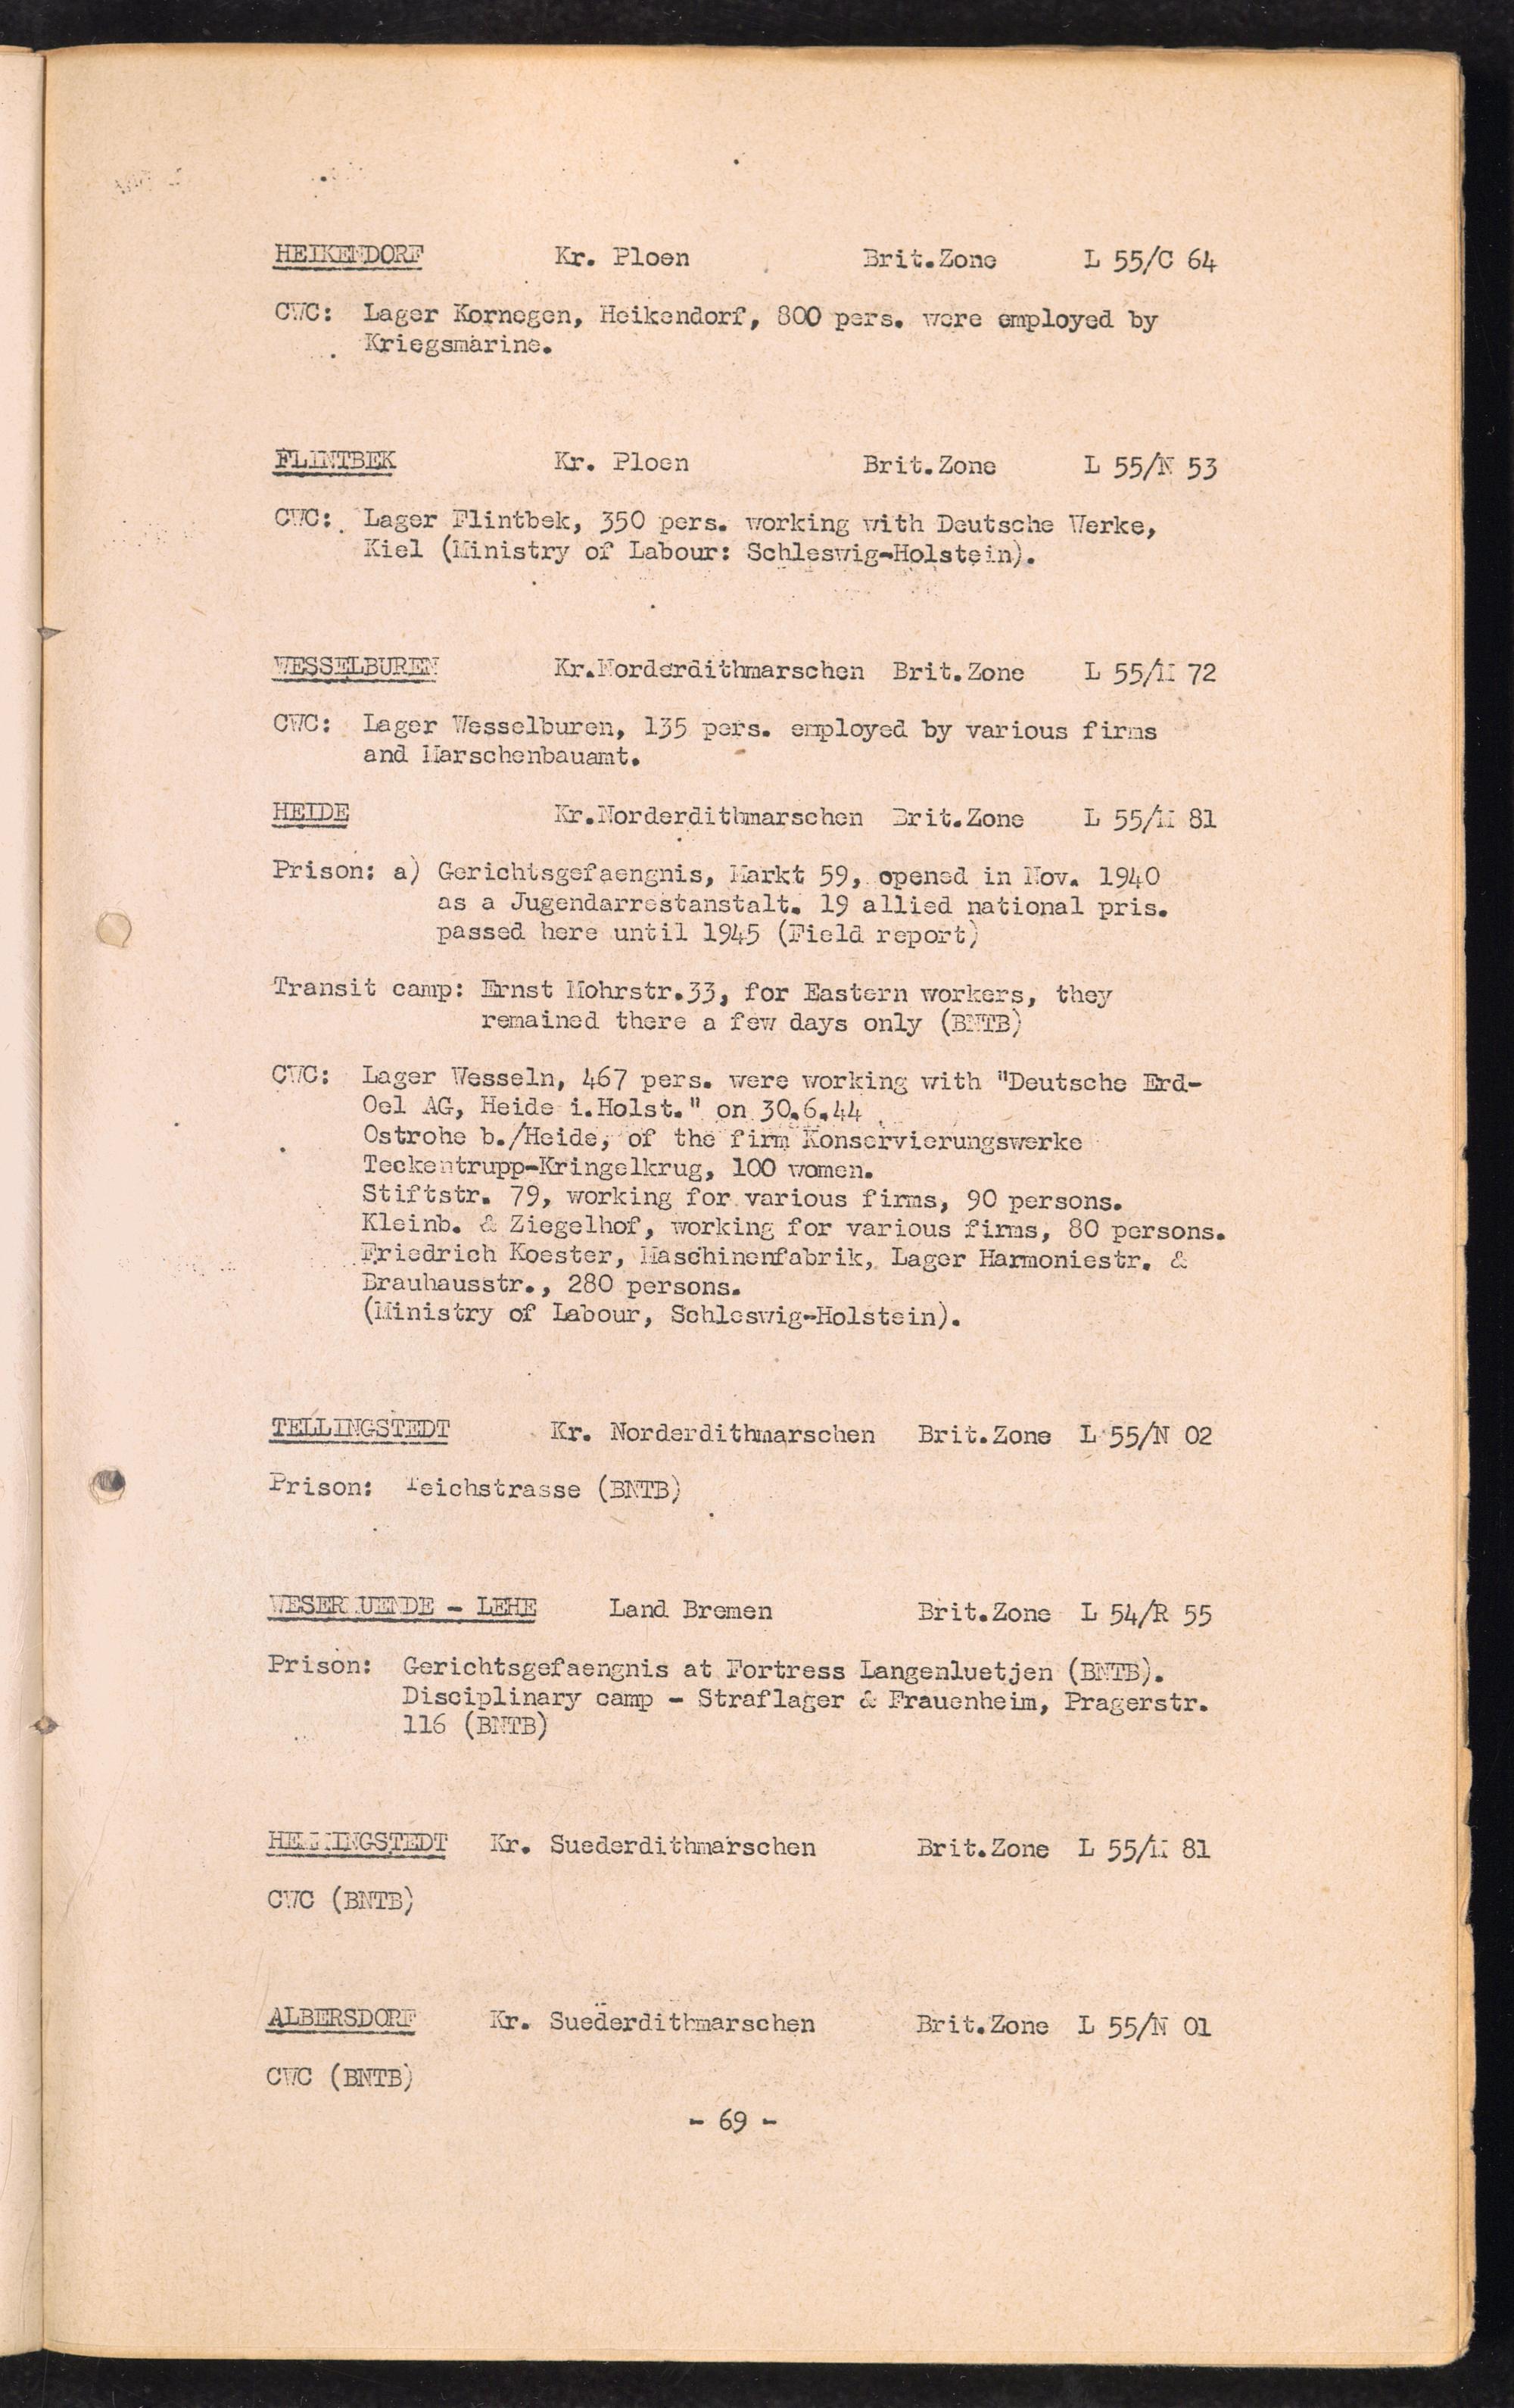 HEIKENDORF Kr. Ploen Brit.Zone L 55/C 64
CWC: Lager Kornegen, Heikendorf, 800 pers. were employed by
Kriegsmarine.
FLINTBEK Kr. Ploen Brit.Zone L 55/N 53
CWC: Lager Flintbek, 350 pers. working with Deutsche Werke,
Kiel (Ministry of Labour: Schleswig-Holstein).
WESSELBUREN Kr.Norderdithmarschen Brit.Zone L 55/M 72
CWC: Lager Wesselburen, 135 pers. employed by various firms
and Marschenbauamt.
HEIDE Kr.Norderdithmarschen Brit.Zone L 55/M 81
Prison: a) Gerichtsgefaengnis, Markt 59, opened in Nov. 1940
as a Jugendarrestanstalt. 19 allied national pris.
passed here until 1945 (Field report)
Transit camp: Ernst Mohrstr.33, for Eastern workers, they
remained there a few days only (BNTB)
CWC: Lager Wesseln, 467 pers. were working with "Deutsche Erd-
Oel AG, Heide i.Holst." on 30.6.44
Ostrohe b./Heide, of the firm Konservierungswerke
Teckentrupp-Kringelkrug, 100 women.
Stiftstr. 79, working for various firms, 90 persons.
Kleinb. & Ziegelhof, working for various firms, 80 persons.
Friedrich Koester, Maschinenfabrik, Lager Harmoniestr. &
Brauhausstr., 280 persons.
(Ministry of Labour, Schleswig-Holstein).
TELLINGSTEDT Kr. Norderdithmarschen Brit.Zone L 55/N 02
Prison: Teichstrasse (BNTB)
WESERMUENDE - LEHE Land Bremen Brit.Zone L 54/R 55
Prison: Gerichtsgefaengnis at Fortress Langenluetjen (BNTB).
Disciplinary camp - Straflager & Frauenheim, Pragerstr.
116 (BNTB)
Kr. Suederdithmarschen Brit.Zone L 55/M 81
CWC (BNTB)
ALBERSDORF Kr. Suederdithmarschen Brit.Zone L 55/N 01
CWC (BNTB)
- 69 -